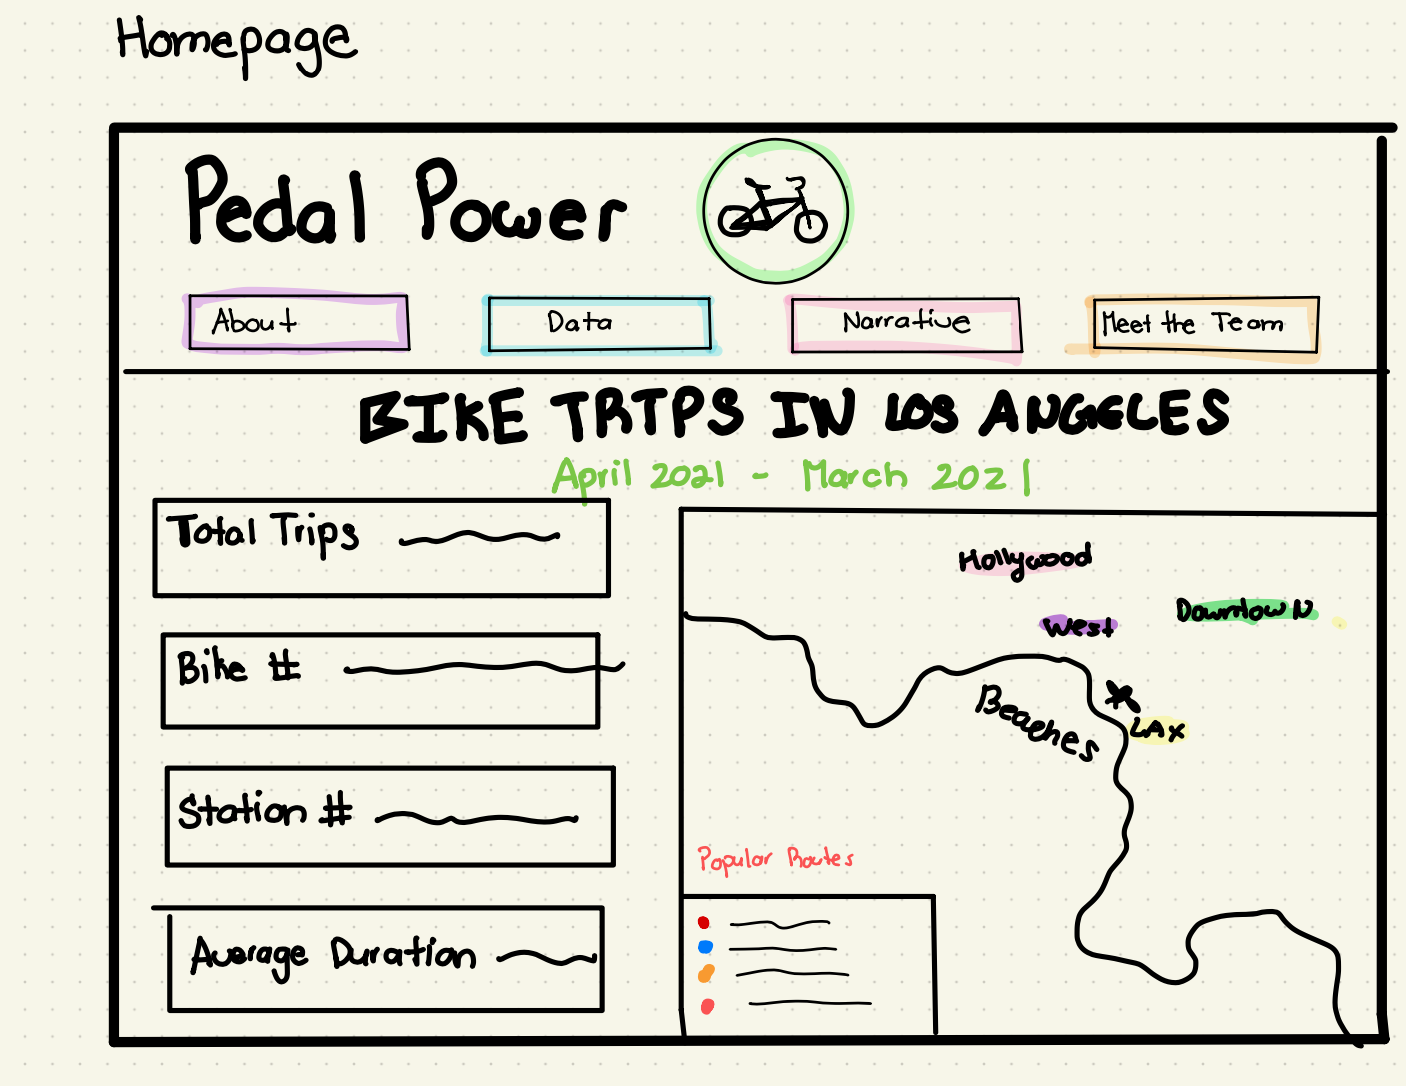 Homepage
Pedal Power
About
Data
Narrative
Meet the Team
BIKE TRIPS IN LOS ANGELES
April 2021 - March 2021
Total Trips
Bike #
Station #
Average Duration
Hollywood
Downtown
West
Beaches
LAX
Popular Routes